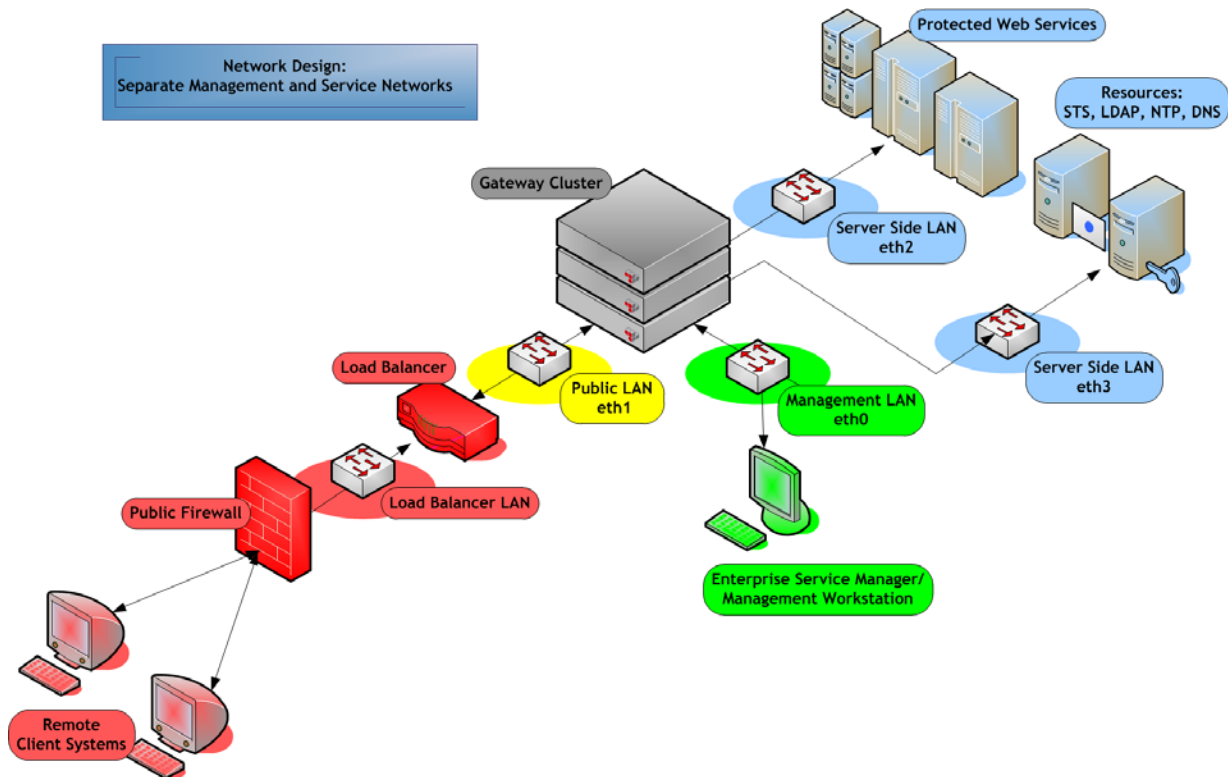 Network Design:
Separate Management and Service Networks
Protected Web Services
Resources:
STS, LDAP, NTP, DNS
Gateway Cluster
Server Side LAN
eth2
Load Balancer
Public LAN
eth1
Management LAN
eth0
Server Side LAN
eth3
Public Firewall
Load Balancer LAN
Enterprise Service Manager/
Management Workstation
Remote
Client Systems